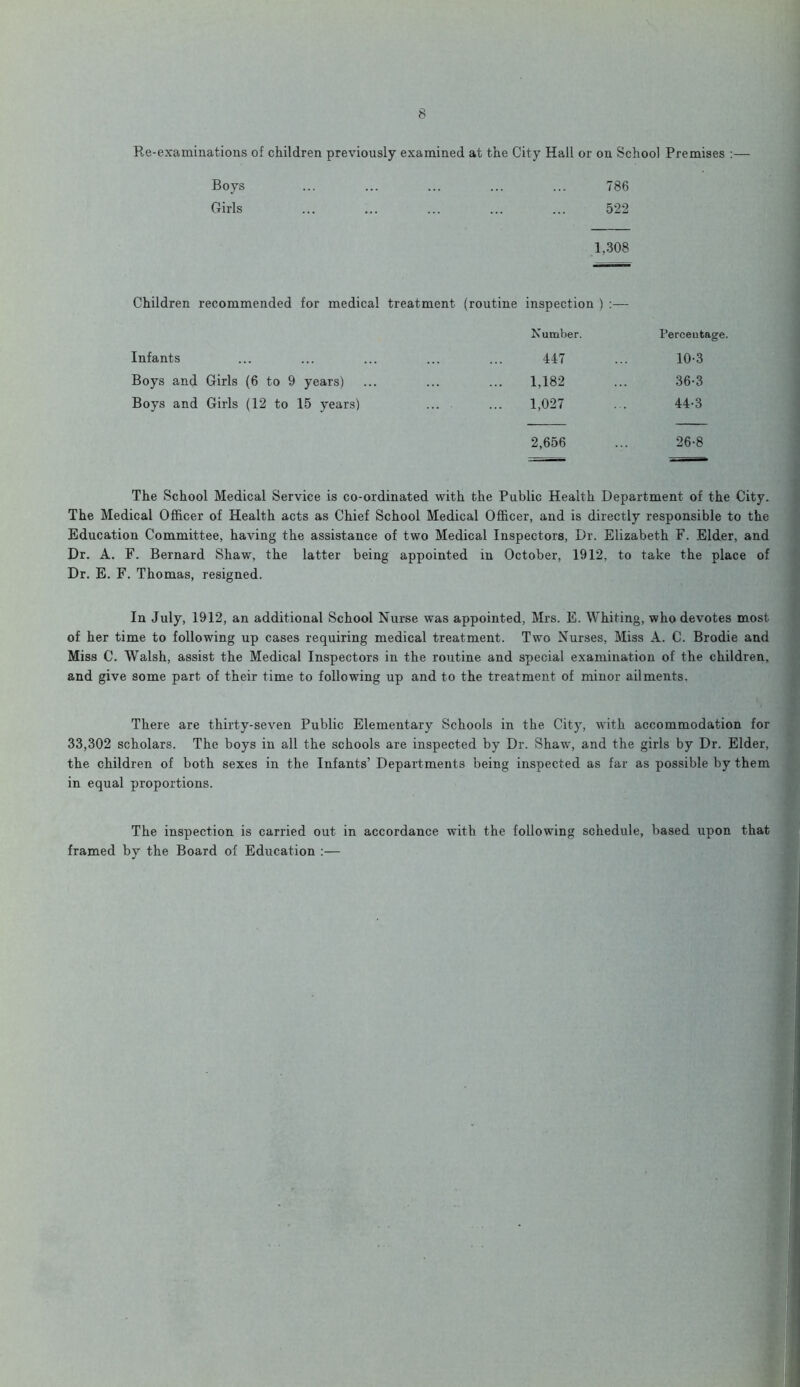 8
Re-examinations of children previously examined at the City Hall or on School Premises :—
Boys ... ... ... ... ... 786
Girls ... ... ... ... ... 522
1,308
Children recommended for medical treatment (routine inspection ) :—
Number. Percentage.
Infants ... ... ... ... ... 447 ... 10·3
Boys and Girls (6 to 9 years) ... ... ... 1,182 ... 36·3
Boys and Girls (12 to 15 years) ... ... 1,027 ... 44·3
2,656 ... 26·8
The School Medical Service is co-ordinated with the Public Health Department of the City.
The Medical Officer of Health acts as Chief School Medical Officer, and is directly responsible to the
Education Committee, having the assistance of two Medical Inspectors, Dr. Elizabeth F. Elder, and
Dr. A. F. Bernard Shaw, the latter being appointed in October, 1912, to take the place of
Dr. E. F. Thomas, resigned.
In July, 1912, an additional School Nurse was appointed, Mrs. E. Whiting, who devotes most
of her time to following up cases requiring medical treatment. Two Nurses, Miss A. C. Brodie and
Miss C. Walsh, assist the Medical Inspectors in the routine and special examination of the children,
and give some part of their time to following up and to the treatment of minor ailments.
There are thirty-seven Public Elementary Schools in the City, with accommodation for
33,302 scholars. The boys in all the schools are inspected by Dr. Shaw, and the girls by Dr. Elder,
the children of both sexes in the Infants' Departments being inspected as far as possible by them
in equal proportions.
The inspection is carried out in accordance with the following schedule, based upon that
framed by the Board of Education :—